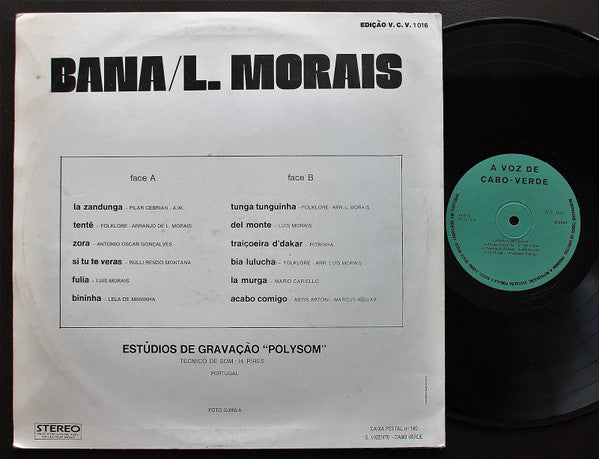 EDIÇÃO V. C. V. 1016
BANA/L. MORAIS
face A
la zandunga - PILAR CEBRIAN - A.M.
tentê - FOLKLORE - ARRANJO DE L. MORAIS
zora - ANTONIO OSCAR GONÇALVES
si tu te veras - RULLI RENDO MONTANA
fulia - LUIS MORAIS
bininha - LELA DE MANINHA
face B
tunga tunguinha - FOLKLORE - ARR. L. MORAIS
del monte - LUIS MORAIS
traiçoeira d'dakar - PITRINHA
bia lulucha - FOLKLORE - ARR. LUIS MORAIS
la murga - MARIO CARIELLO
acabo comigo - ARTIS ARTONI - MARCUS AGUIAR
ESTÚDIOS DE GRAVAÇÃO "POLYSOM"
TECNICO DE SOM : H. PIRES
PORTUGAL
FOTO DJIBLA
STEREO
CAIXA POSTAL nº 140
S. VICENTE - CABO VERDE
A VOZ DE
CABO-VERDE